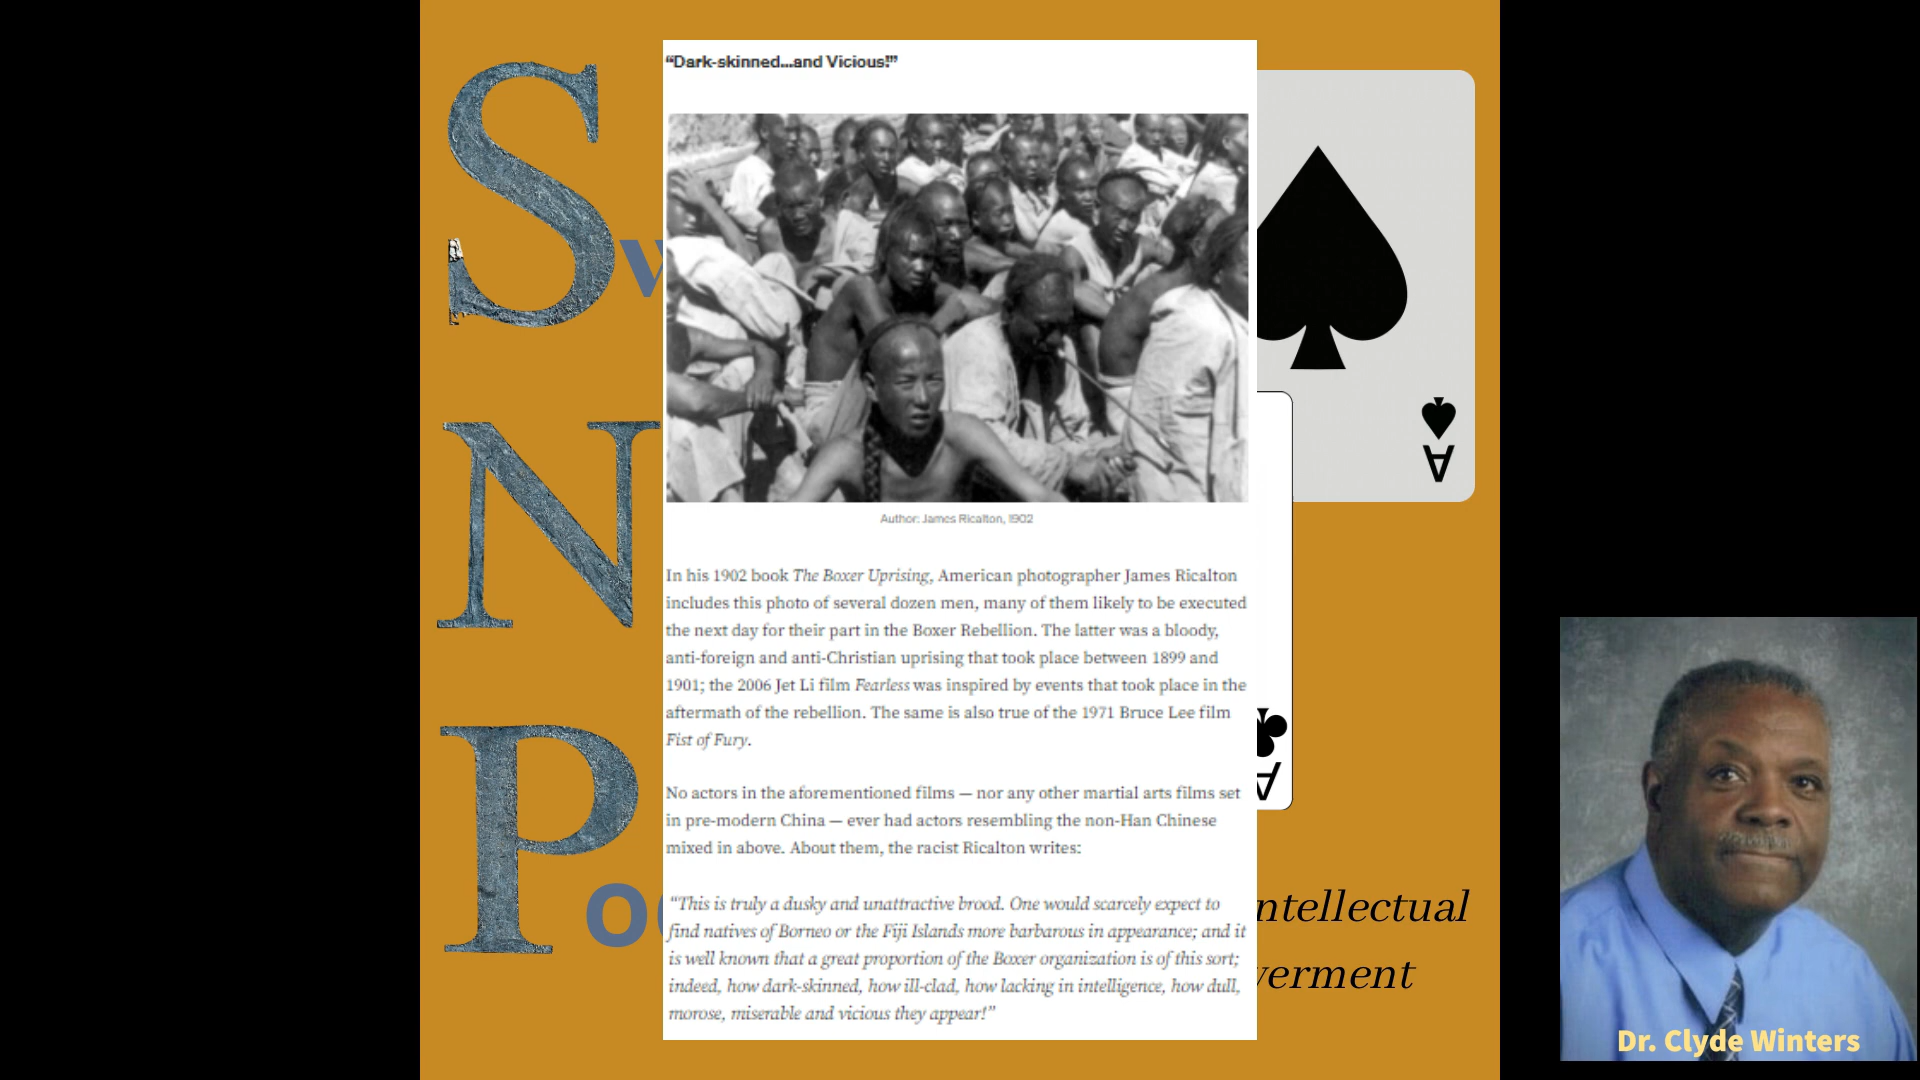 S
w
N
P
oo
“Dark-skinned...and Vicious!”
Author: James Ricalton, 1902
In his 1902 book The Boxer Uprising, American photographer James Ricalton
includes this photo of several dozen men, many of them likely to be executed
the next day for their part in the Boxer Rebellion. The latter was a bloody,
anti-foreign and anti-Christian uprising that took place between 1899 and
1901; the 2006 Jet Li film Fearless was inspired by events that took place in the
aftermath of the rebellion. The same is also true of the 1971 Bruce Lee film
Fist of Fury.
No actors in the aforementioned films — nor any other martial arts films set
in pre-modern China — ever had actors resembling the non-Han Chinese
mixed in above. About them, the racist Ricalton writes:
“This is truly a dusky and unattractive brood. One would scarcely expect to
find natives of Borneo or the Fiji Islands more barbarous in appearance; and it
is well known that a great proportion of the Boxer organization is of this sort;
indeed, how dark-skinned, how ill-clad, how lacking in intelligence, how dull,
morose, miserable and vicious they appear!”
A
A
ntellectual
verment
Dr. Clyde Winters